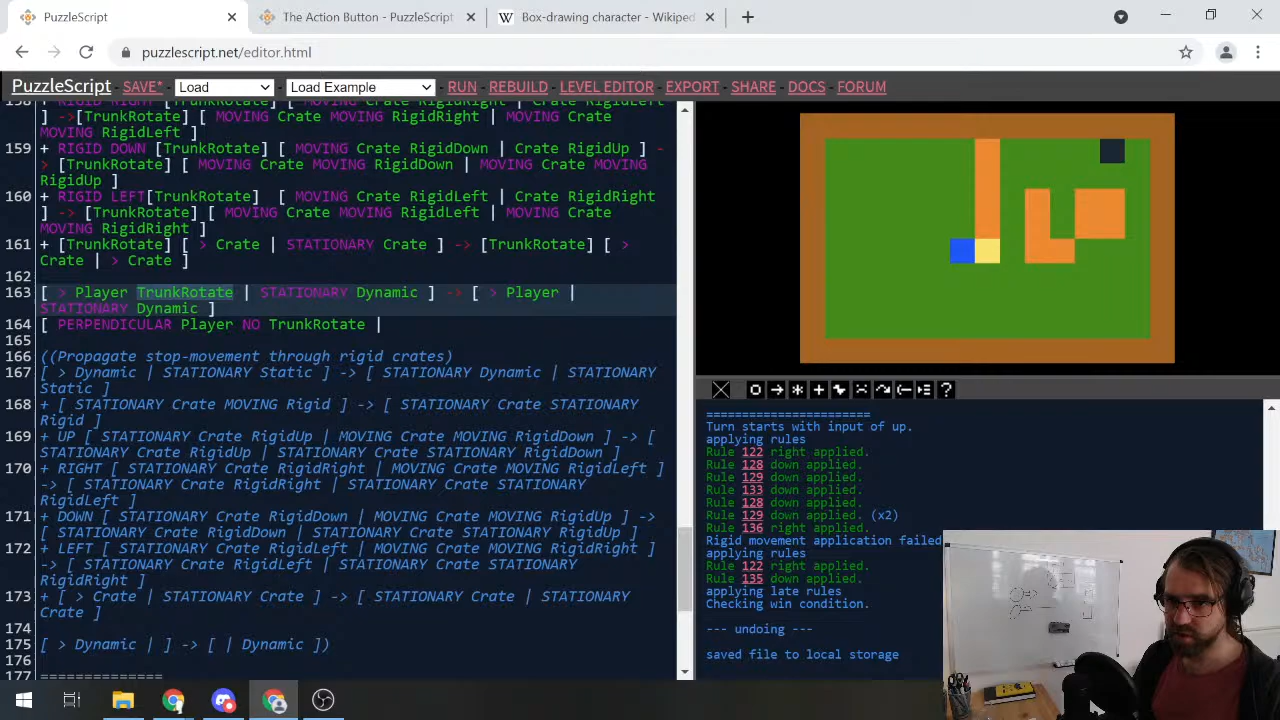 PuzzleScript
The Action Button - PuzzleScript
Box-drawing character - Wikiped
puzzlescript.net/editor.html
PuzzleScript SAVE* Load Load Example RUN REBUILD LEVEL EDITOR EXPORT SHARE DOCS FORUM
158 + RIGID RIGHT [TrunkRotate] [ MOVING Crate RigidRight | Crate RigidLeft
] ->[TrunkRotate] [ MOVING Crate MOVING RigidRight | MOVING Crate
MOVING RigidLeft ]
159 + RIGID DOWN [TrunkRotate] [ MOVING Crate RigidDown | Crate RigidUp ] -
> [TrunkRotate] [ MOVING Crate MOVING RigidDown | MOVING Crate MOVING
RigidUp ]
160 + RIGID LEFT[TrunkRotate] [ MOVING Crate RigidLeft | Crate RigidRight
] -> [TrunkRotate] [ MOVING Crate MOVING RigidLeft | MOVING Crate
MOVING RigidRight ]
161 + [TrunkRotate] [ > Crate | STATIONARY Crate ] -> [TrunkRotate] [ >
Crate | > Crate ]
162
163 [ > Player TrunkRotate | STATIONARY Dynamic ] -> [ > Player |
STATIONARY Dynamic ]
164 [ PERPENDICULAR Player NO TrunkRotate |
165
166 ((Propagate stop-movement through rigid crates)
167 [ > Dynamic | STATIONARY Static ] -> [ STATIONARY Dynamic | STATIONARY
Static ]
168 + [ STATIONARY Crate MOVING Rigid ] -> [ STATIONARY Crate STATIONARY
Rigid ]
169 + UP [ STATIONARY Crate RigidUp | MOVING Crate MOVING RigidDown ] -> [
STATIONARY Crate RigidUp | STATIONARY Crate STATIONARY RigidDown ]
170 + RIGHT [ STATIONARY Crate RigidRight | MOVING Crate MOVING RigidLeft ]
-> [ STATIONARY Crate RigidRight | STATIONARY Crate STATIONARY
RigidLeft ]
171 + DOWN [ STATIONARY Crate RigidDown | MOVING Crate MOVING RigidUp ] ->
[ STATIONARY Crate RigidDown | STATIONARY Crate STATIONARY RigidUp ]
172 + LEFT [ STATIONARY Crate RigidLeft | MOVING Crate MOVING RigidRight ]
-> [ STATIONARY Crate RigidLeft | STATIONARY Crate STATIONARY
RigidRight ]
173 + [ > Crate | STATIONARY Crate ] -> [ STATIONARY Crate | STATIONARY
Crate ]
174
175 [ > Dynamic | ] -> [ | Dynamic ])
176
177 ==============
=======================
Turn starts with input of up.
applying rules
Rule 122 right applied.
Rule 128 down applied.
Rule 129 down applied.
Rule 133 down applied.
Rule 128 down applied.
Rule 129 down applied. (x2)
Rule 136 right applied.
Rigid movement application failed
applying rules
Rule 122 right applied.
Rule 135 down applied.
applying late rules
Checking win condition.
--- undoing ---
saved file to local storage